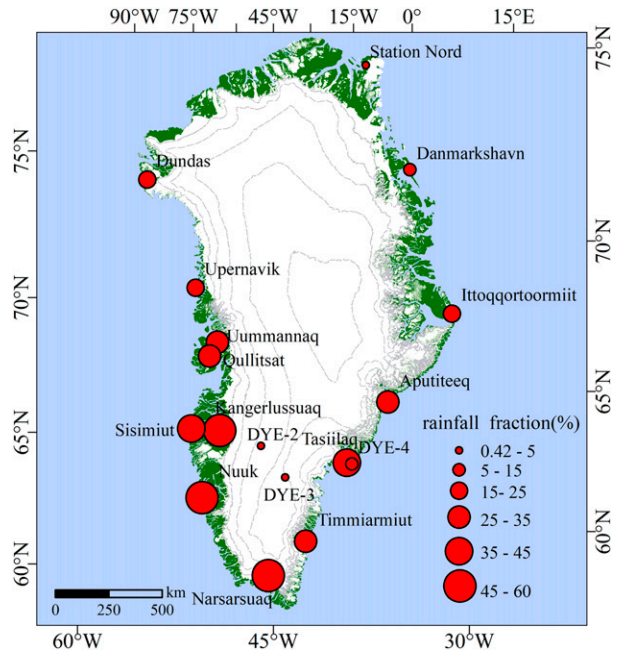 90°W 75°W 45°W 15°W 0° 15°E
75°N
Station Nord
75°N
Danmarkshavn
Dundas
70°N
Upernavik
70°N
Ittoqqortoormiit
Uummannaq
Qullitsat
Aputiteeq
65°N
Kangerlussuaq
rainfall fraction(%)
Sisimiut
DYE-2
Tasiilaq
DYE-4
0.42 - 5
65°N
5 - 15
Nuuk
DYE-3
15- 25
Timmiarmiut
25 - 35
60°N
35 - 45
60°N
45 - 60
km
0 250 500
Narsarsuaq
60°W 45°W 30°W